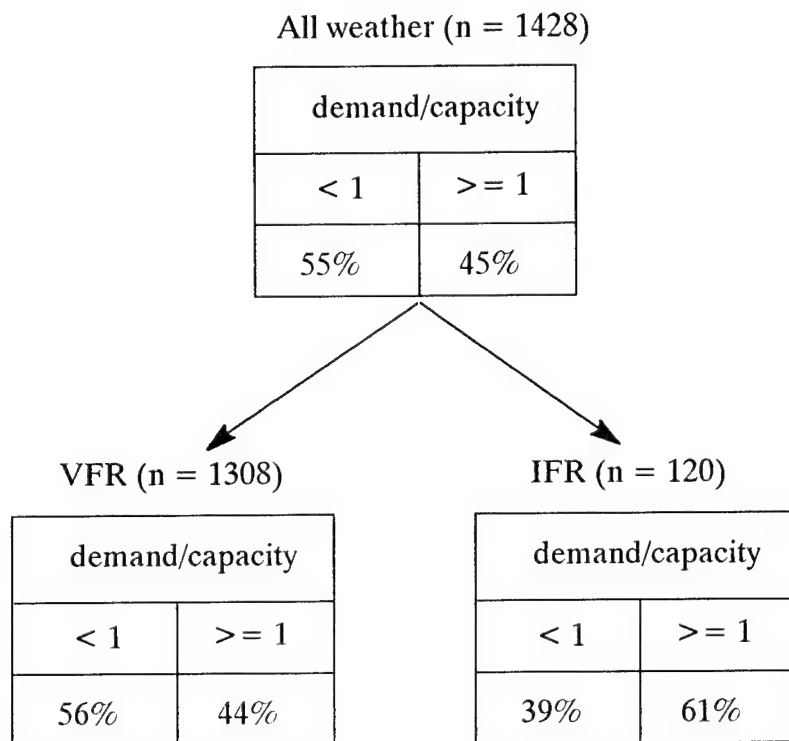 All weather (n = 1428)
demand/capacity
< 1 >= 1
55% 45%
VFR (n = 1308)
demand/capacity
< 1 >= 1
56% 44%
IFR (n = 120)
demand/capacity
< 1 >= 1
39% 61%